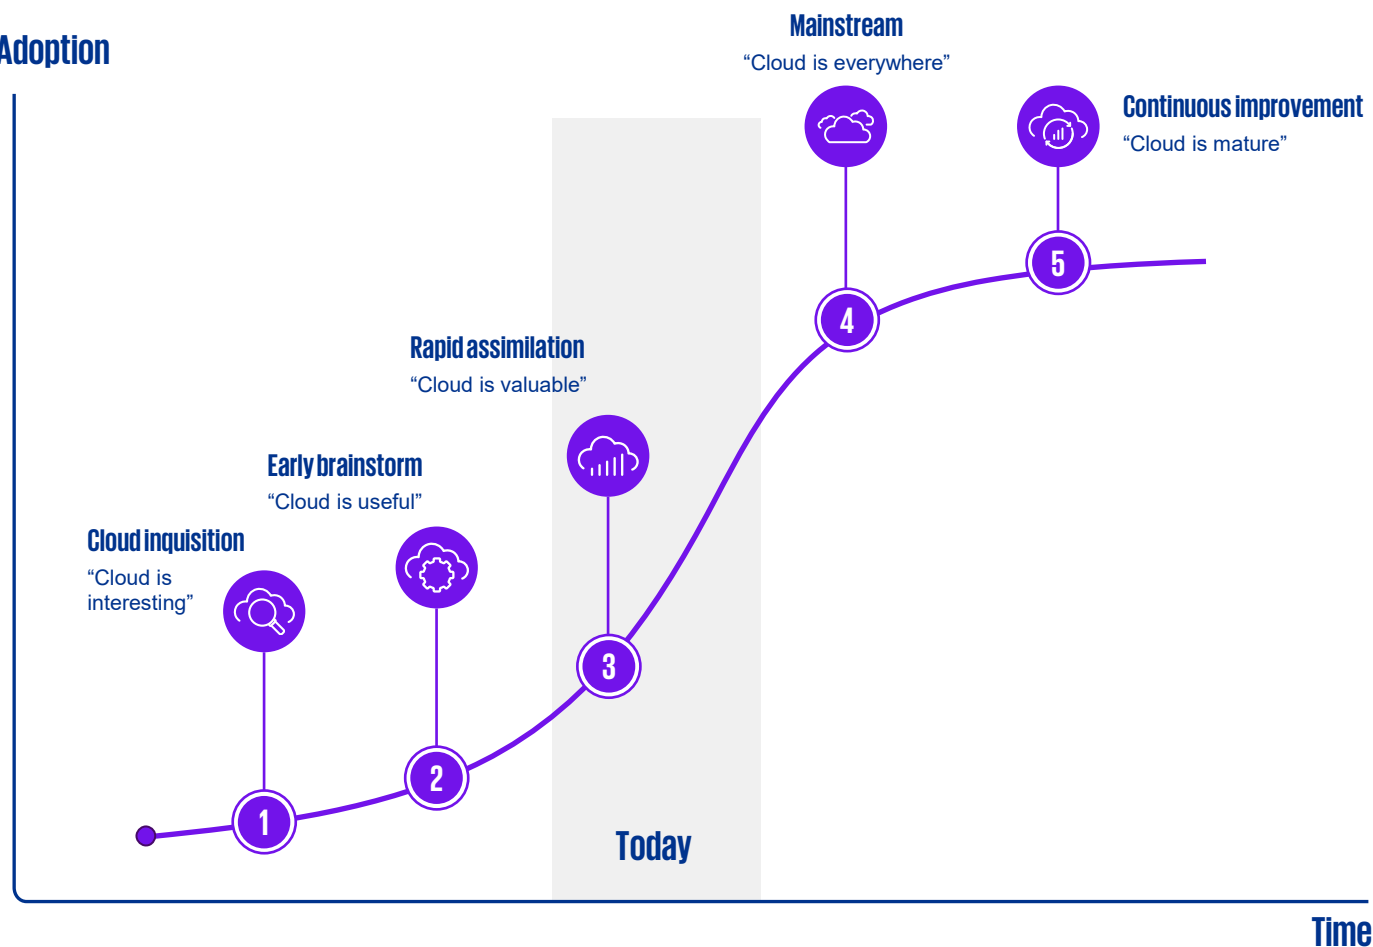 Adoption
Mainstream
“Cloud is everywhere”
Continuous improvement
“Cloud is mature”
5
4
Rapid assimilation
“Cloud is valuable”
Early brainstorm
“Cloud is useful”
Cloud inquisition
“Cloud is
interesting”
3
2
1
Today
Time